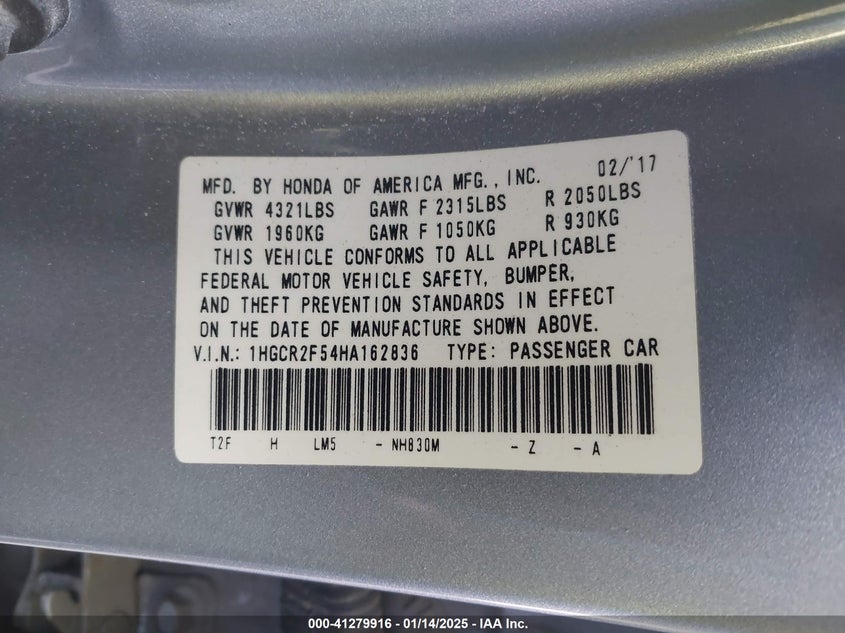 MFD. BY HONDA OF AMERICA MFG., INC. 02/'17
GVWR 4321LBS GAWR F 2315LBS R 2050LBS
GVWR 1960KG GAWR F 1050KG R 930KG
THIS VEHICLE CONFORMS TO ALL APPLICABLE
FEDERAL MOTOR VEHICLE SAFETY, BUMPER,
AND THEFT PREVENTION STANDARDS IN EFFECT
ON THE DATE OF MANUFACTURE SHOWN ABOVE.
V.I.N.: 1HGCR2F54HA162836 TYPE: PASSENGER CAR
T2F H LM5 - NH830M - Z - A
000-41279916 - 01/14/2025 - IAA Inc.